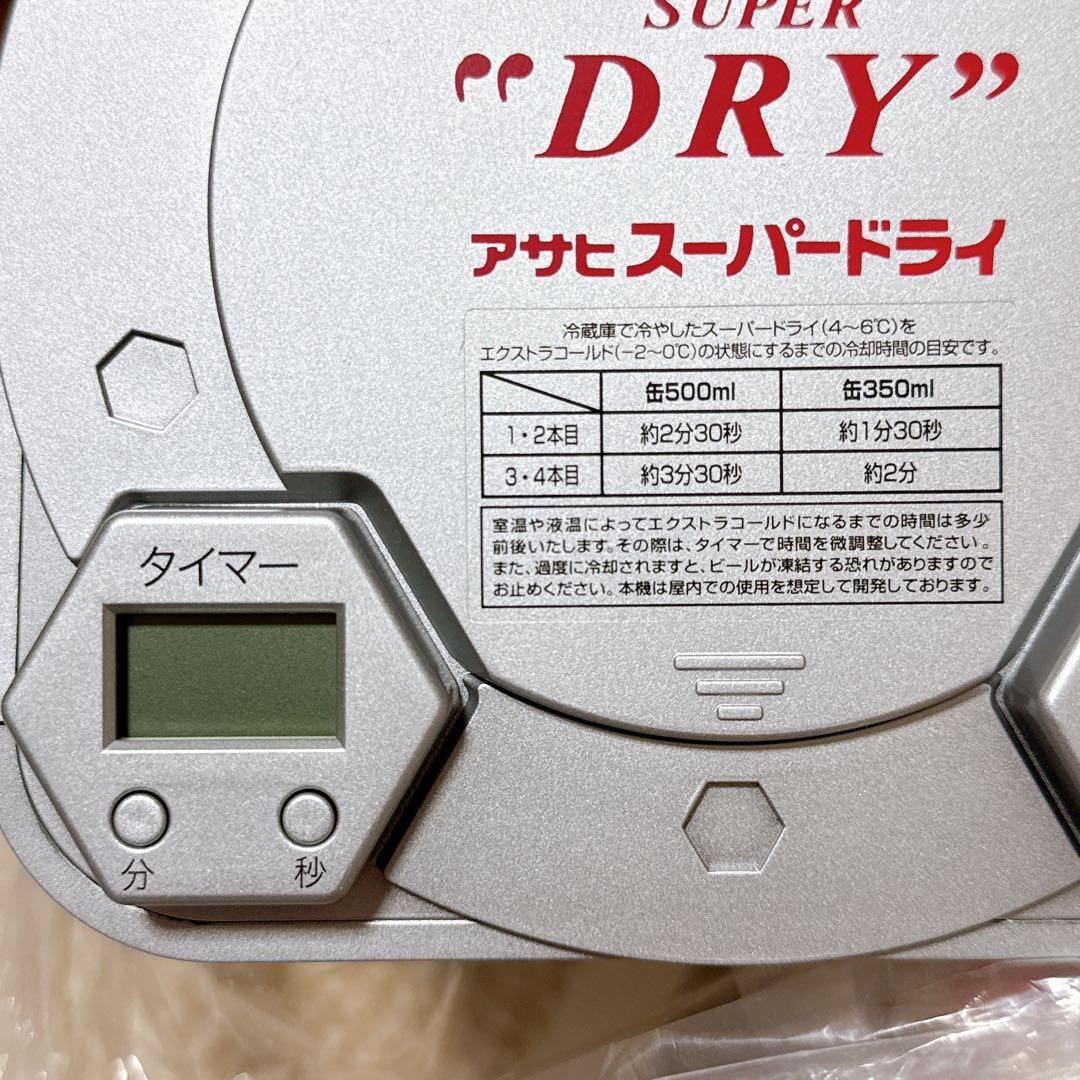 SUPER
“DRY”
アサヒスーパードライ
冷蔵庫で冷やしたスーパードライ(4〜6℃)を
エクストラコールド(−2〜0℃)の状態にするまでの冷却時間の目安です。
缶500ml 缶350ml
1・2本目 約2分30秒 約1分30秒
3・4本目 約3分30秒 約2分
室温や液温によってエクストラコールドになるまでの時間は多少
前後いたします。その際は、タイマーで時間を微調整してください。
また、過度に冷却されますと、ビールが凍結する恐れがありますので
お止めください。本機は屋内での使用を想定して開発しております。
タイマー
分 秒